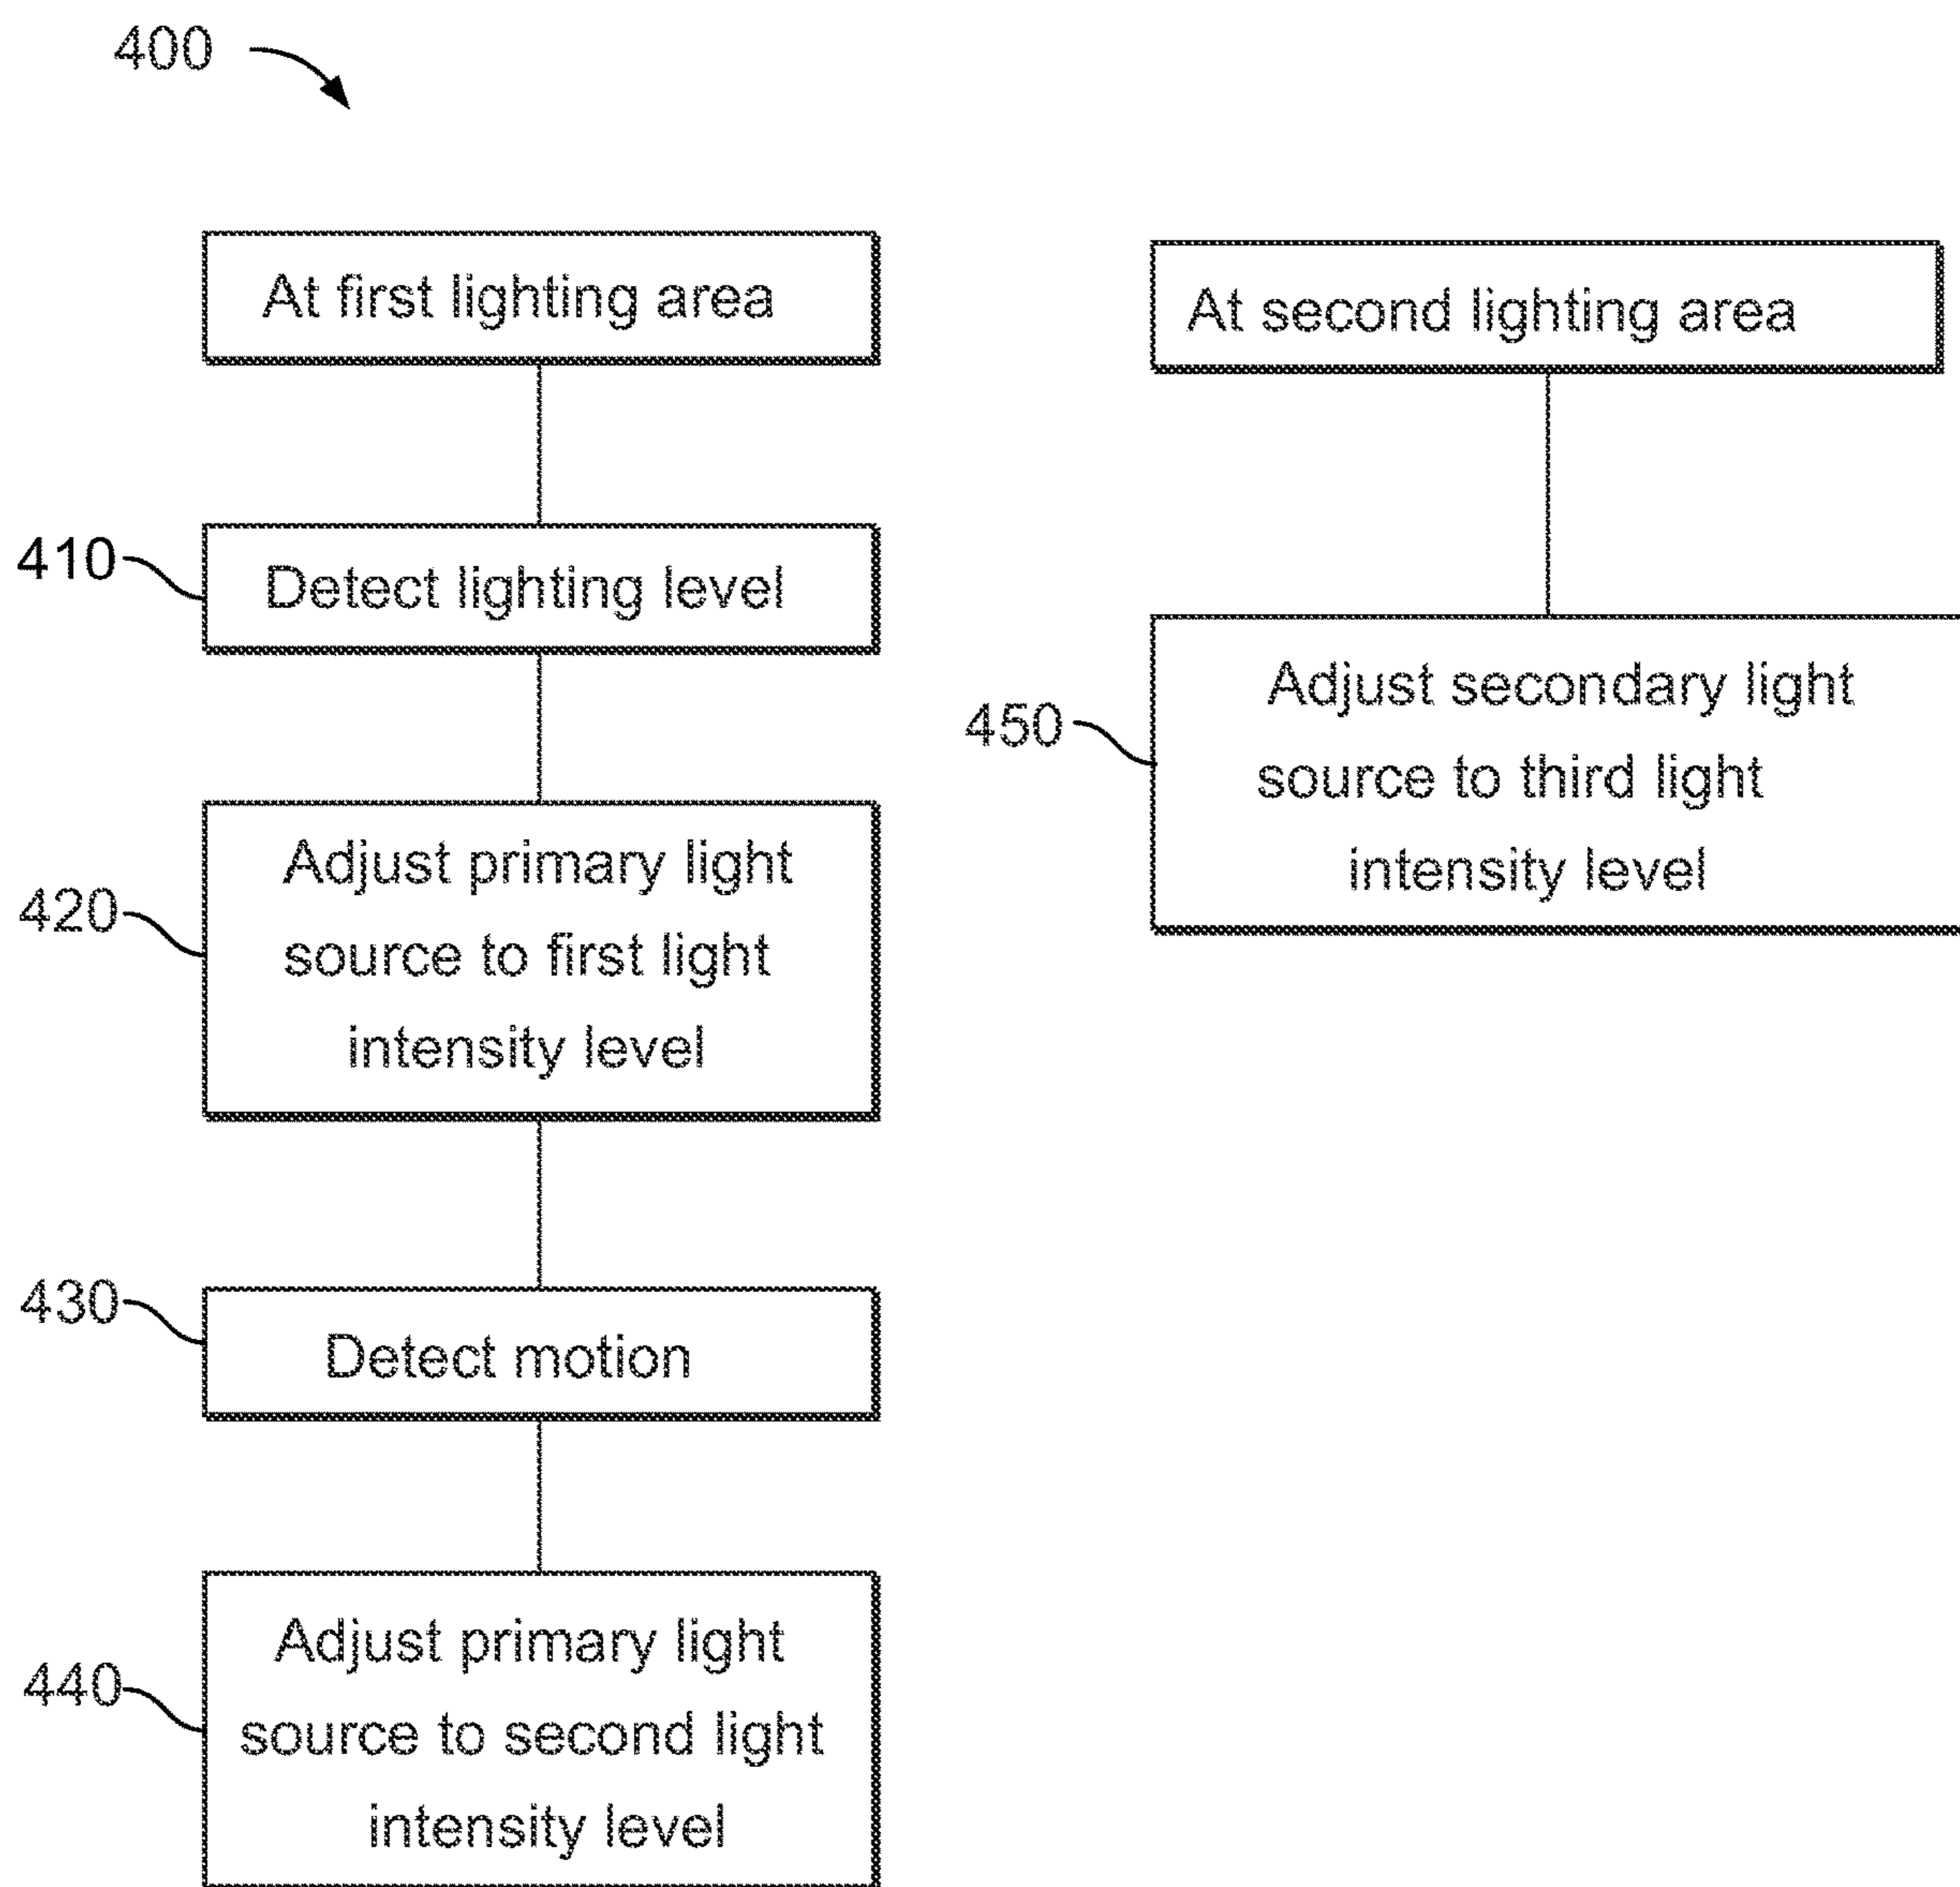 400
At first lighting area
410
Detect lighting level
420
Adjust primary light
source to first light
intensity level
430
Detect motion
440
Adjust primary light
source to second light
intensity level
At second lighting area
450
Adjust secondary light
source to third light
intensity level